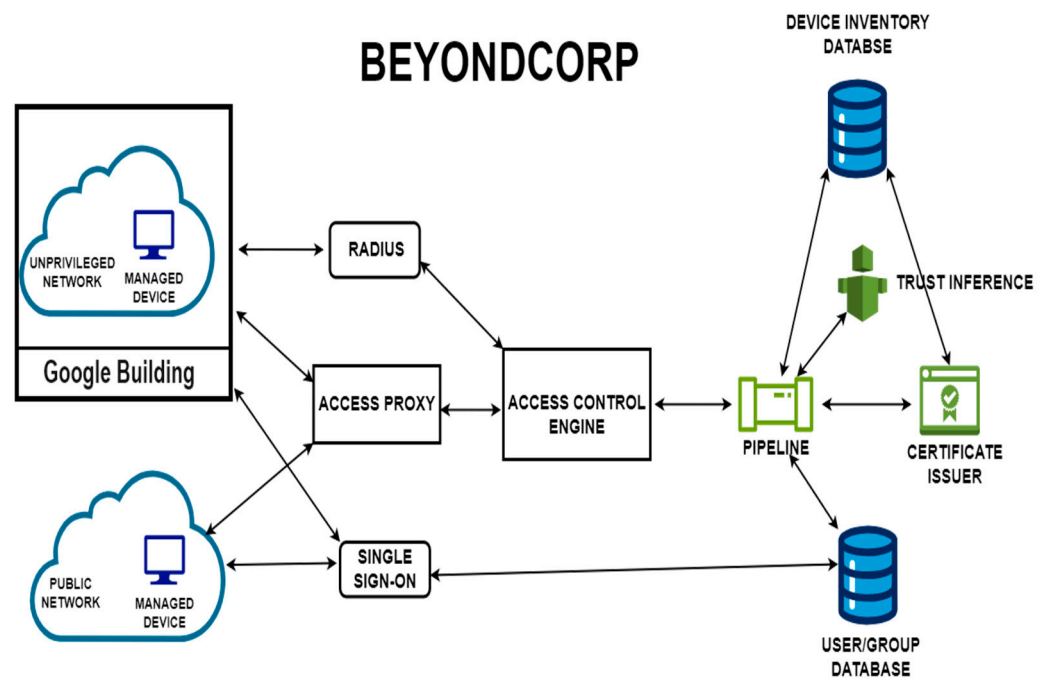 DEVICE INVENTORY
DATABSE
BEYONDCORP
UNPRIVILEGED
NETWORK
MANAGED
DEVICE
Google Building
RADIUS
TRUST INFERENCE
ACCESS PROXY
ACCESS CONTROL
ENGINE
PIPELINE
CERTIFICATE
ISSUER
PUBLIC
NETWORK
MANAGED
DEVICE
SINGLE
SIGN-ON
USER/GROUP
DATABASE